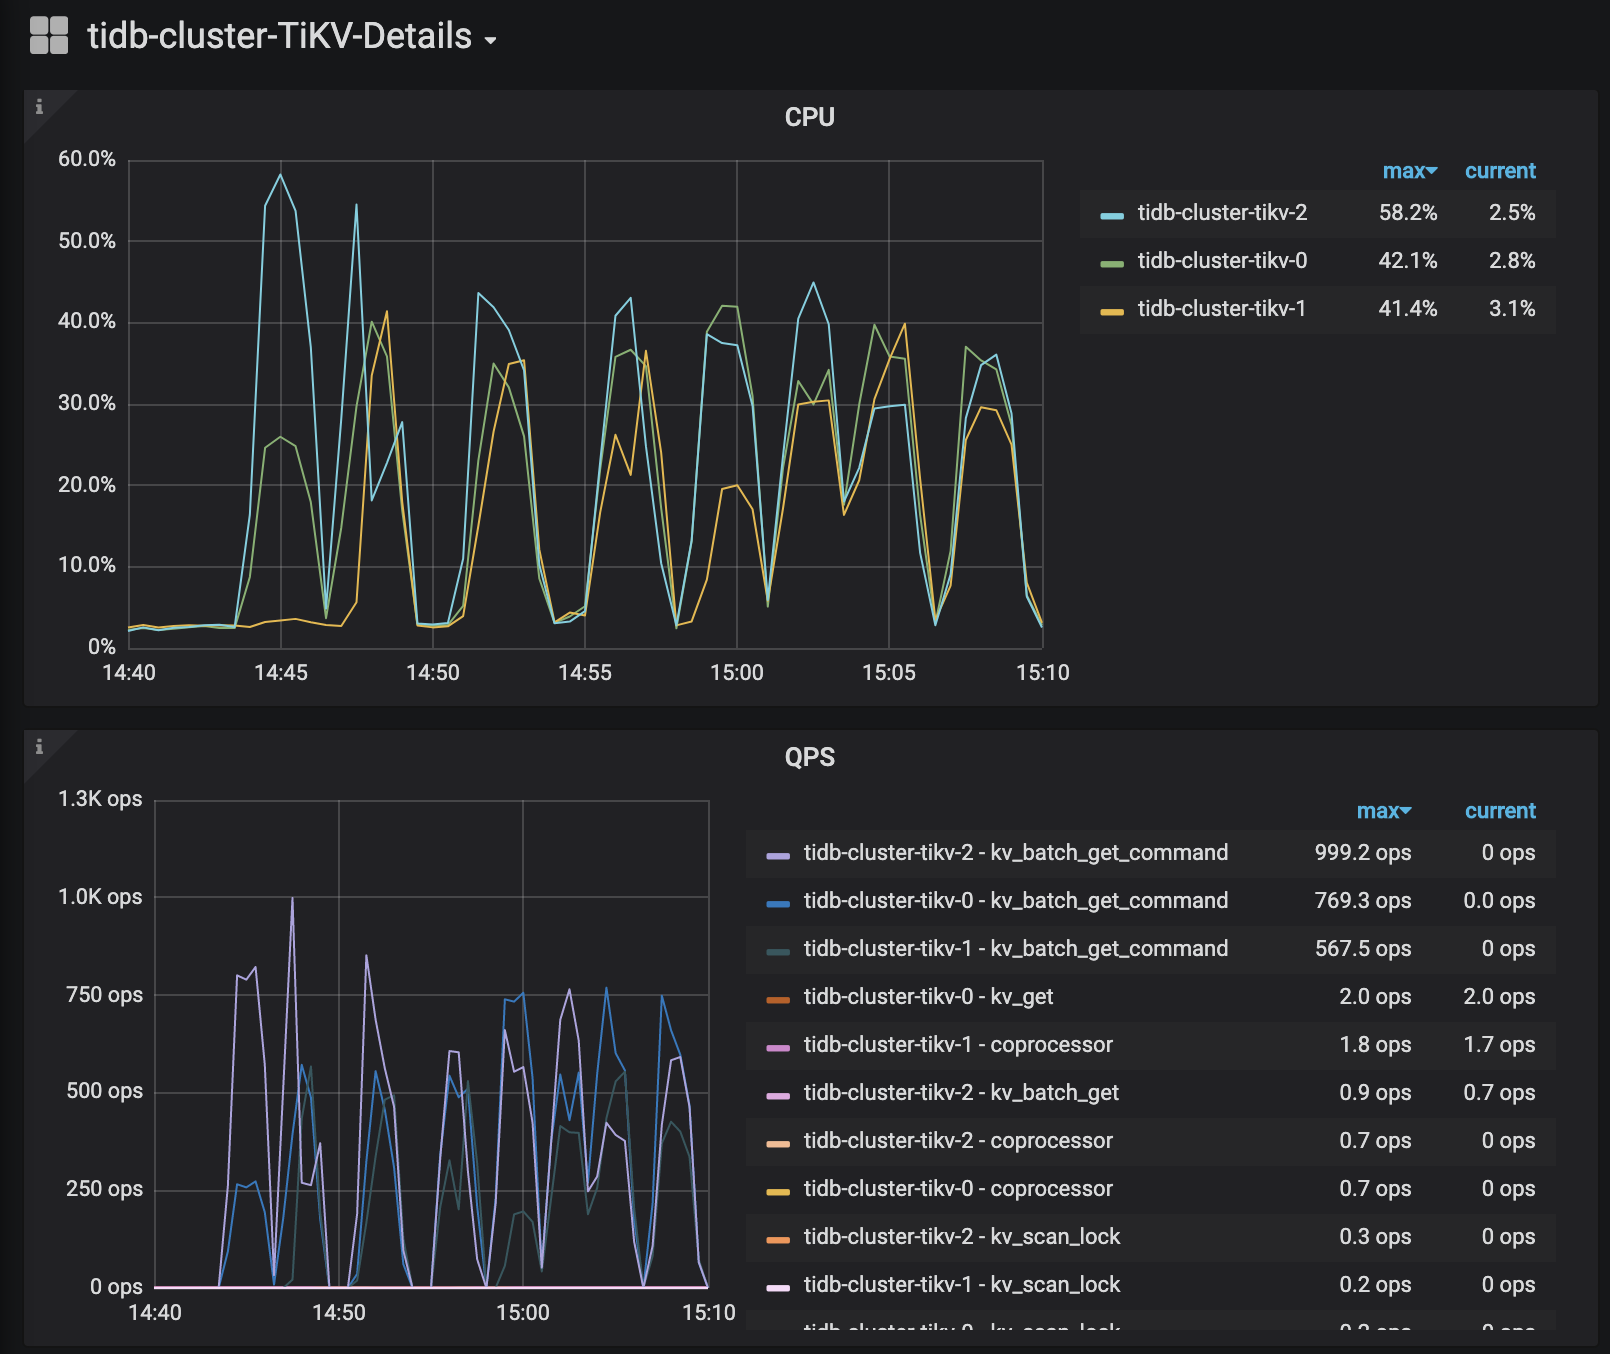 tidb-cluster-TiKV-Details
CPU
60.0%
50.0%
40.0%
30.0%
20.0%
10.0%
0%
14:40 14:45 14:50 14:55 15:00 15:05 15:10
max current
tidb-cluster-tikv-2 58.2% 2.5%
tidb-cluster-tikv-0 42.1% 2.8%
tidb-cluster-tikv-1 41.4% 3.1%
QPS
1.3K ops
1.0K ops
750 ops
500 ops
250 ops
0 ops
14:40 14:50 15:00 15:10
max current
tidb-cluster-tikv-2 - kv_batch_get_command 999.2 ops 0 ops
tidb-cluster-tikv-0 - kv_batch_get_command 769.3 ops 0.0 ops
tidb-cluster-tikv-1 - kv_batch_get_command 567.5 ops 0 ops
tidb-cluster-tikv-0 - kv_get 2.0 ops 2.0 ops
tidb-cluster-tikv-1 - coprocessor 1.8 ops 1.7 ops
tidb-cluster-tikv-2 - kv_batch_get 0.9 ops 0.7 ops
tidb-cluster-tikv-2 - coprocessor 0.7 ops 0 ops
tidb-cluster-tikv-0 - coprocessor 0.7 ops 0 ops
tidb-cluster-tikv-2 - kv_scan_lock 0.3 ops 0 ops
tidb-cluster-tikv-1 - kv_scan_lock 0.2 ops 0 ops